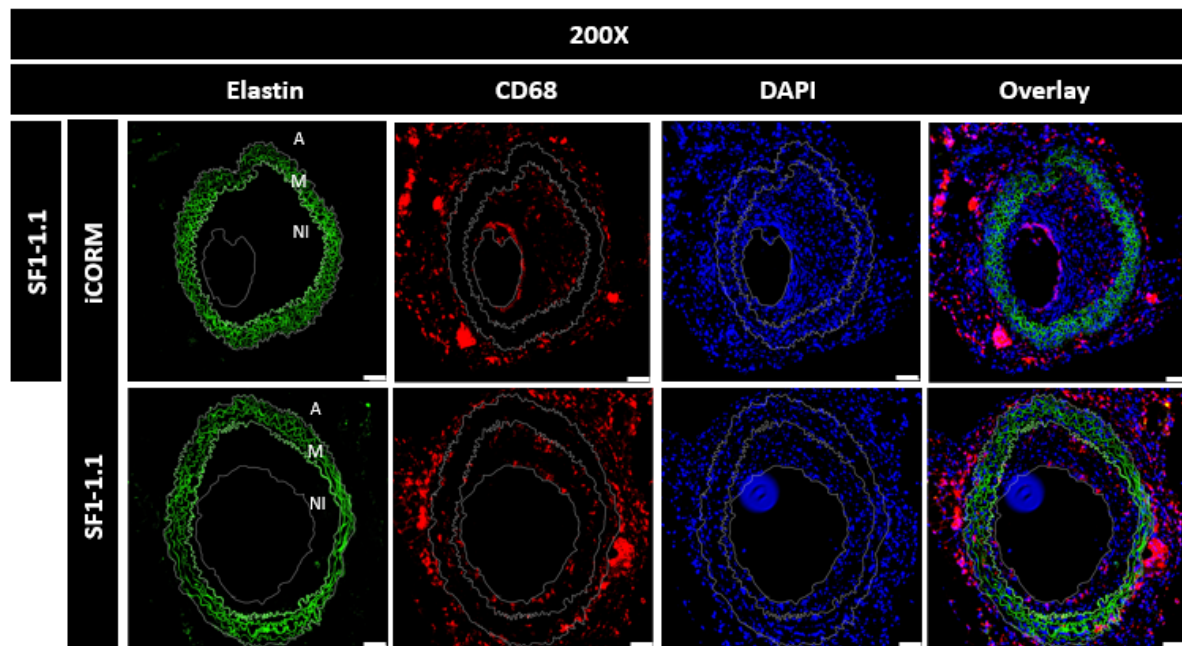 200X
Elastin CD68 DAPI Overlay
SF1-1.1
iCORM
A
M
NI
SF1-1.1
A
M
NI